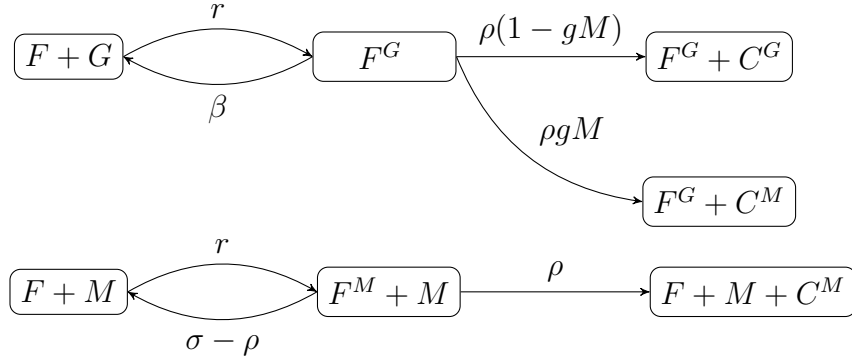 r
F + G
F^G
ρ(1 − gM)
F^G + C^G
β
ρgM
F^G + C^M
r
ρ
F + M
F^M + M
F + M + C^M
σ − ρ